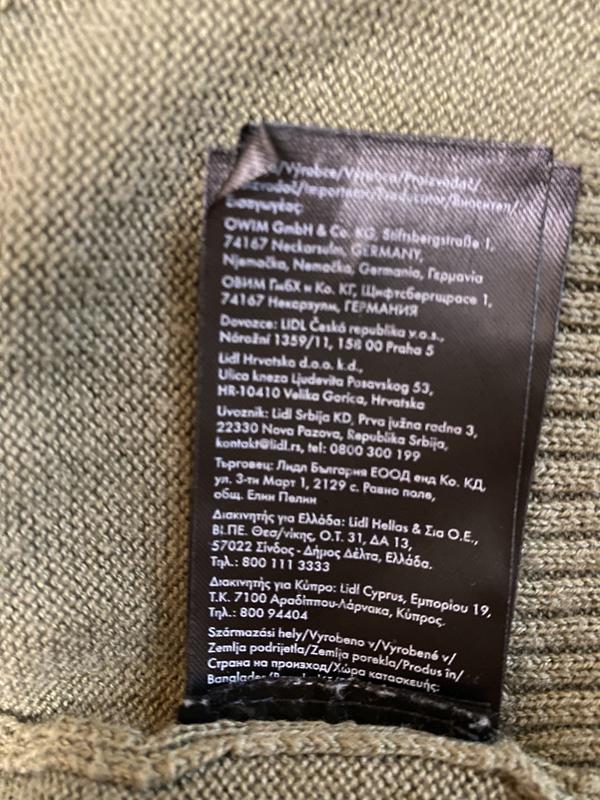 /Výrobce/Výrobca/Proizvođač/
/Importator/Producator/Вносител/
Εισαγωγέας:
OWIM GmbH & Co. KG, Stiftsbergstraße 1,
74167 Neckarsulm, GERMANY,
Njemačka, Nemačka, Germania, Германия
ОВИМ ГмбХ и Ко. КГ, Щифтсбергщрасе 1,
74167 Некарзулм, ГЕРМАНИЯ
Dovozce: LIDL Česká republika v.o.s.,
Nárožní 1359/11, 158 00 Praha 5
Lidl Hrvatska d.o.o. k.d.,
Ulica kneza Ljudevita Posavskog 53,
HR-10410 Velika Gorica, Hrvatska
Uvoznik: Lidl Srbija KD, Prva južna radna 3,
22330 Nova Pazova, Republika Srbija,
kontakt@lidl.rs, tel: 0800 300 199
Търговец: Лидл България ЕООД енд Ко. КД,
ул. 3-ти Март 1, 2129 с. Равно поле,
общ. Елин Пелин
Διακινητής για Ελλάδα: Lidl Hellas & Σια Ο.Ε.,
ΒΙ.ΠΕ. Θεσ/νίκης, Ο.Τ. 31, ΔΑ 13,
57022 Σίνδος - Δήμος Δέλτα, Ελλάδα.
Τηλ.: 800 111 3333
Διακινητής για Κύπρο: Lidl Cyprus, Εμπορίου 19,
Τ.Κ. 7100 Αραδίππου-Λάρνακα, Κύπρος.
Τηλ.: 800 94404
Származási hely/Vyrobeno v/Vyrobené v/
Zemlja podrijetla/Zemlja porekla/Produs în/
Страна на произход/Χώρα κατασκευής:
Banglades/